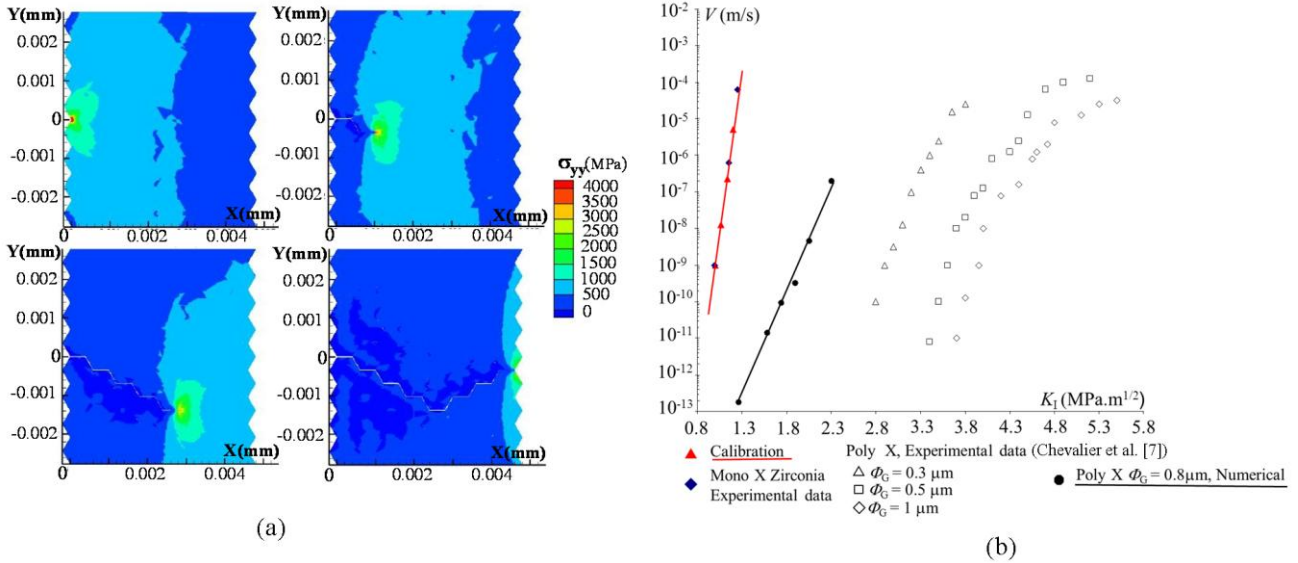 Y(mm)
0.002
0.001
0
-0.001
-0.002
X(mm)
0 0.002 0.004
Y(mm)
0.002
0.001
0
-0.001
-0.002
X(mm)
0 0.002 0.004
Y(mm)
0.002
0.001
0
-0.001
-0.002
X(mm)
0 0.002 0.004
Y(mm)
0.002
0.001
0
-0.001
-0.002
X(mm)
0 0.002 0.004
σyy(MPa)
4000
3000
2000
1000
500
0
(a)
V (m/s)
10-2
10-3
10-4
10-5
10-6
10-7
10-8
10-9
10-10
10-11
10-12
10-13
KI (MPa.m1/2)
0.8 1.3 1.8 2.3 2.8 3.3 3.8 4.3 4.8 5.3 5.8
Calibration
Mono X Zirconia
Experimental data
Poly X, Experimental data (Chevalier et al. [7])
ΦG = 0.3 μm
ΦG = 0.5 μm
ΦG = 1 μm
Poly X ΦG = 0.8μm, Numerical
(b)